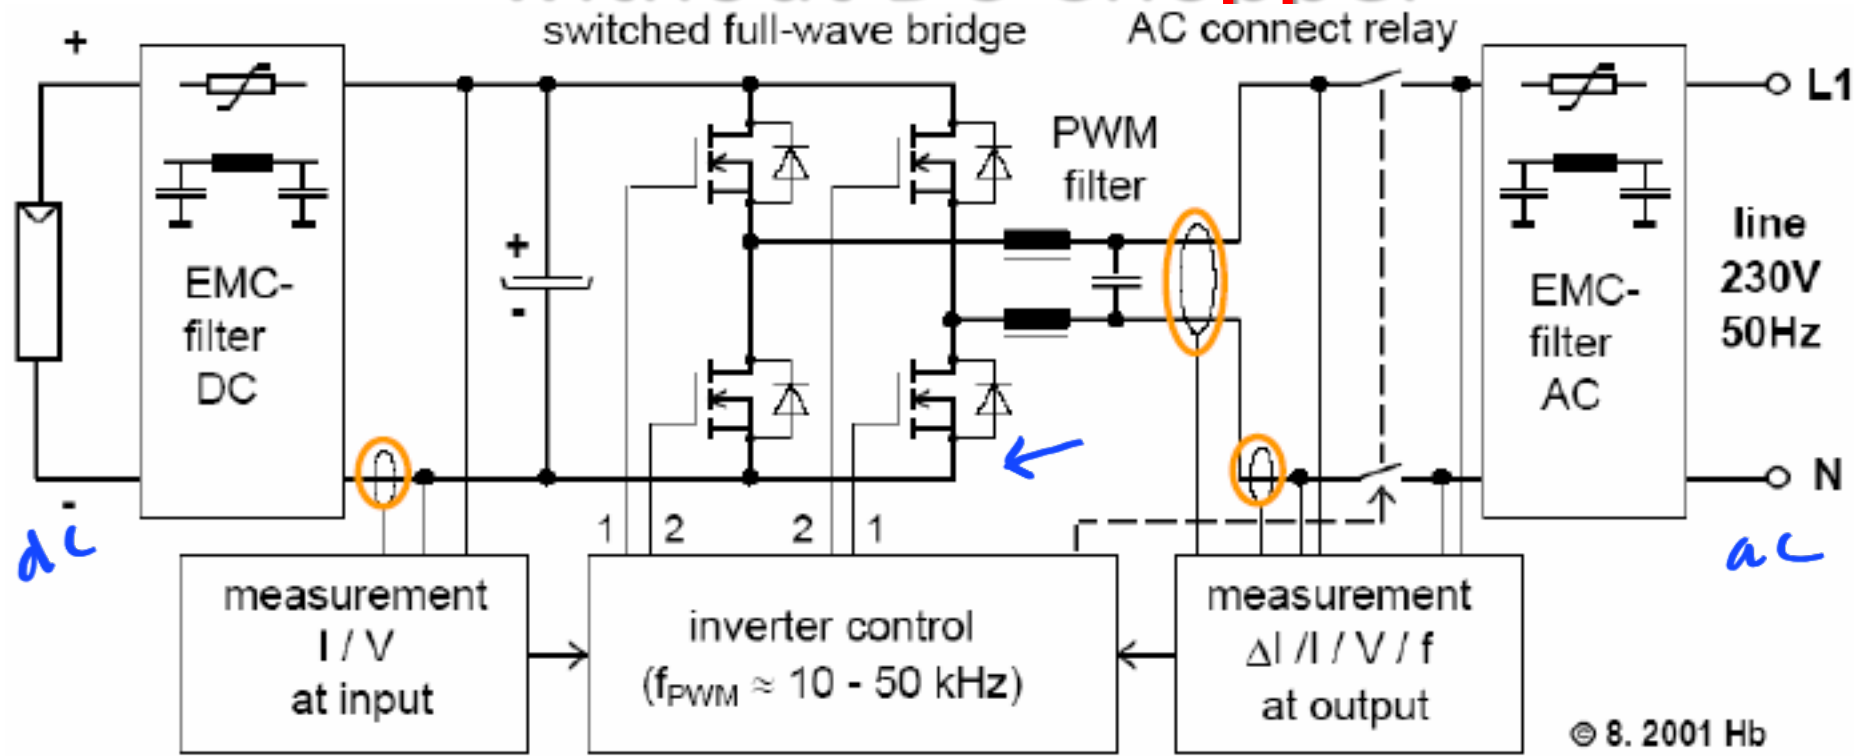 switched full-wave bridge
AC connect relay
+
L1
PWM
filter
line
230V
50Hz
+
-
EMC-
filter
DC
EMC-
filter
AC
-
N
dc
ac
1 2 2 1
measurement
I / V
at input
inverter control
(fPWM ≈ 10 - 50 kHz)
measurement
ΔI /I / V / f
at output
© 8. 2001 Hb